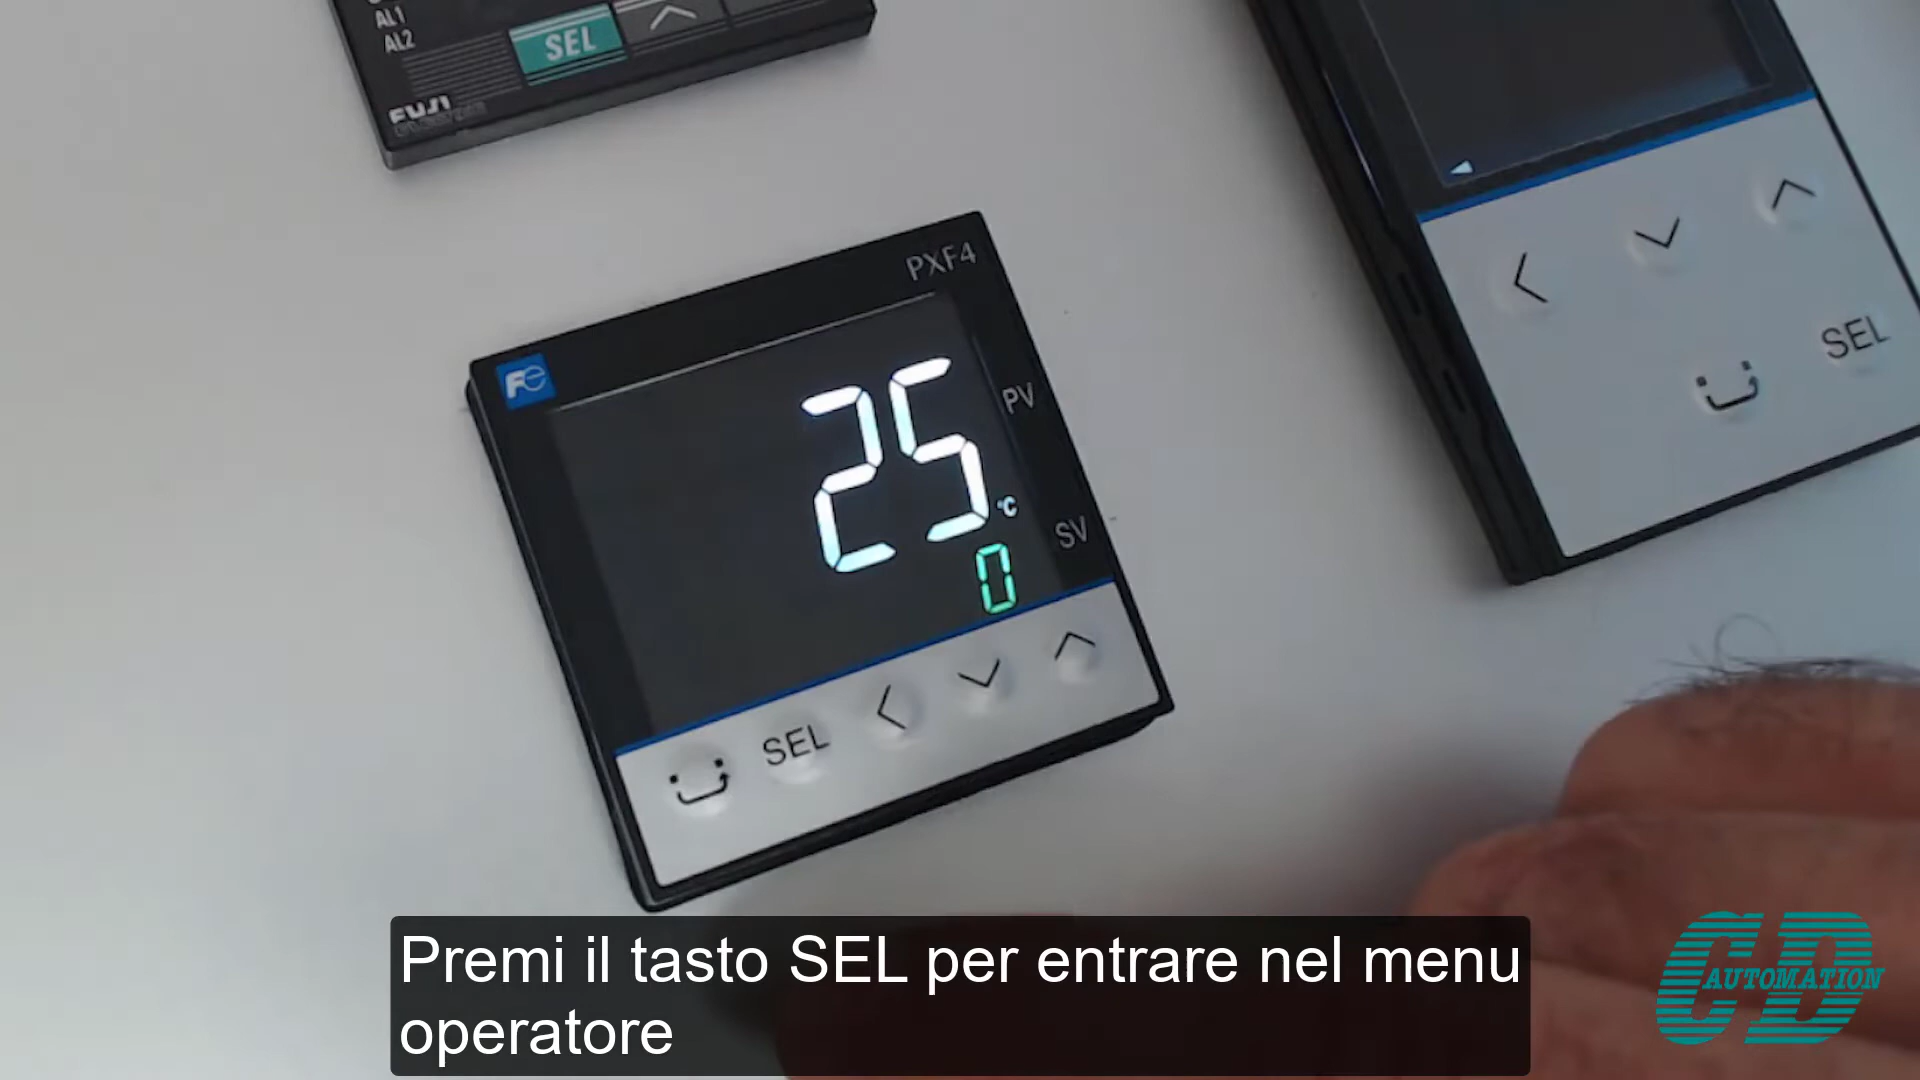 AL1
AL2
SEL
FUJI
PXF4
Fe
25
PV
°C
SV
0
SEL
SEL
Premi il tasto SEL per entrare nel menu
operatore
CD
AUTOMATION